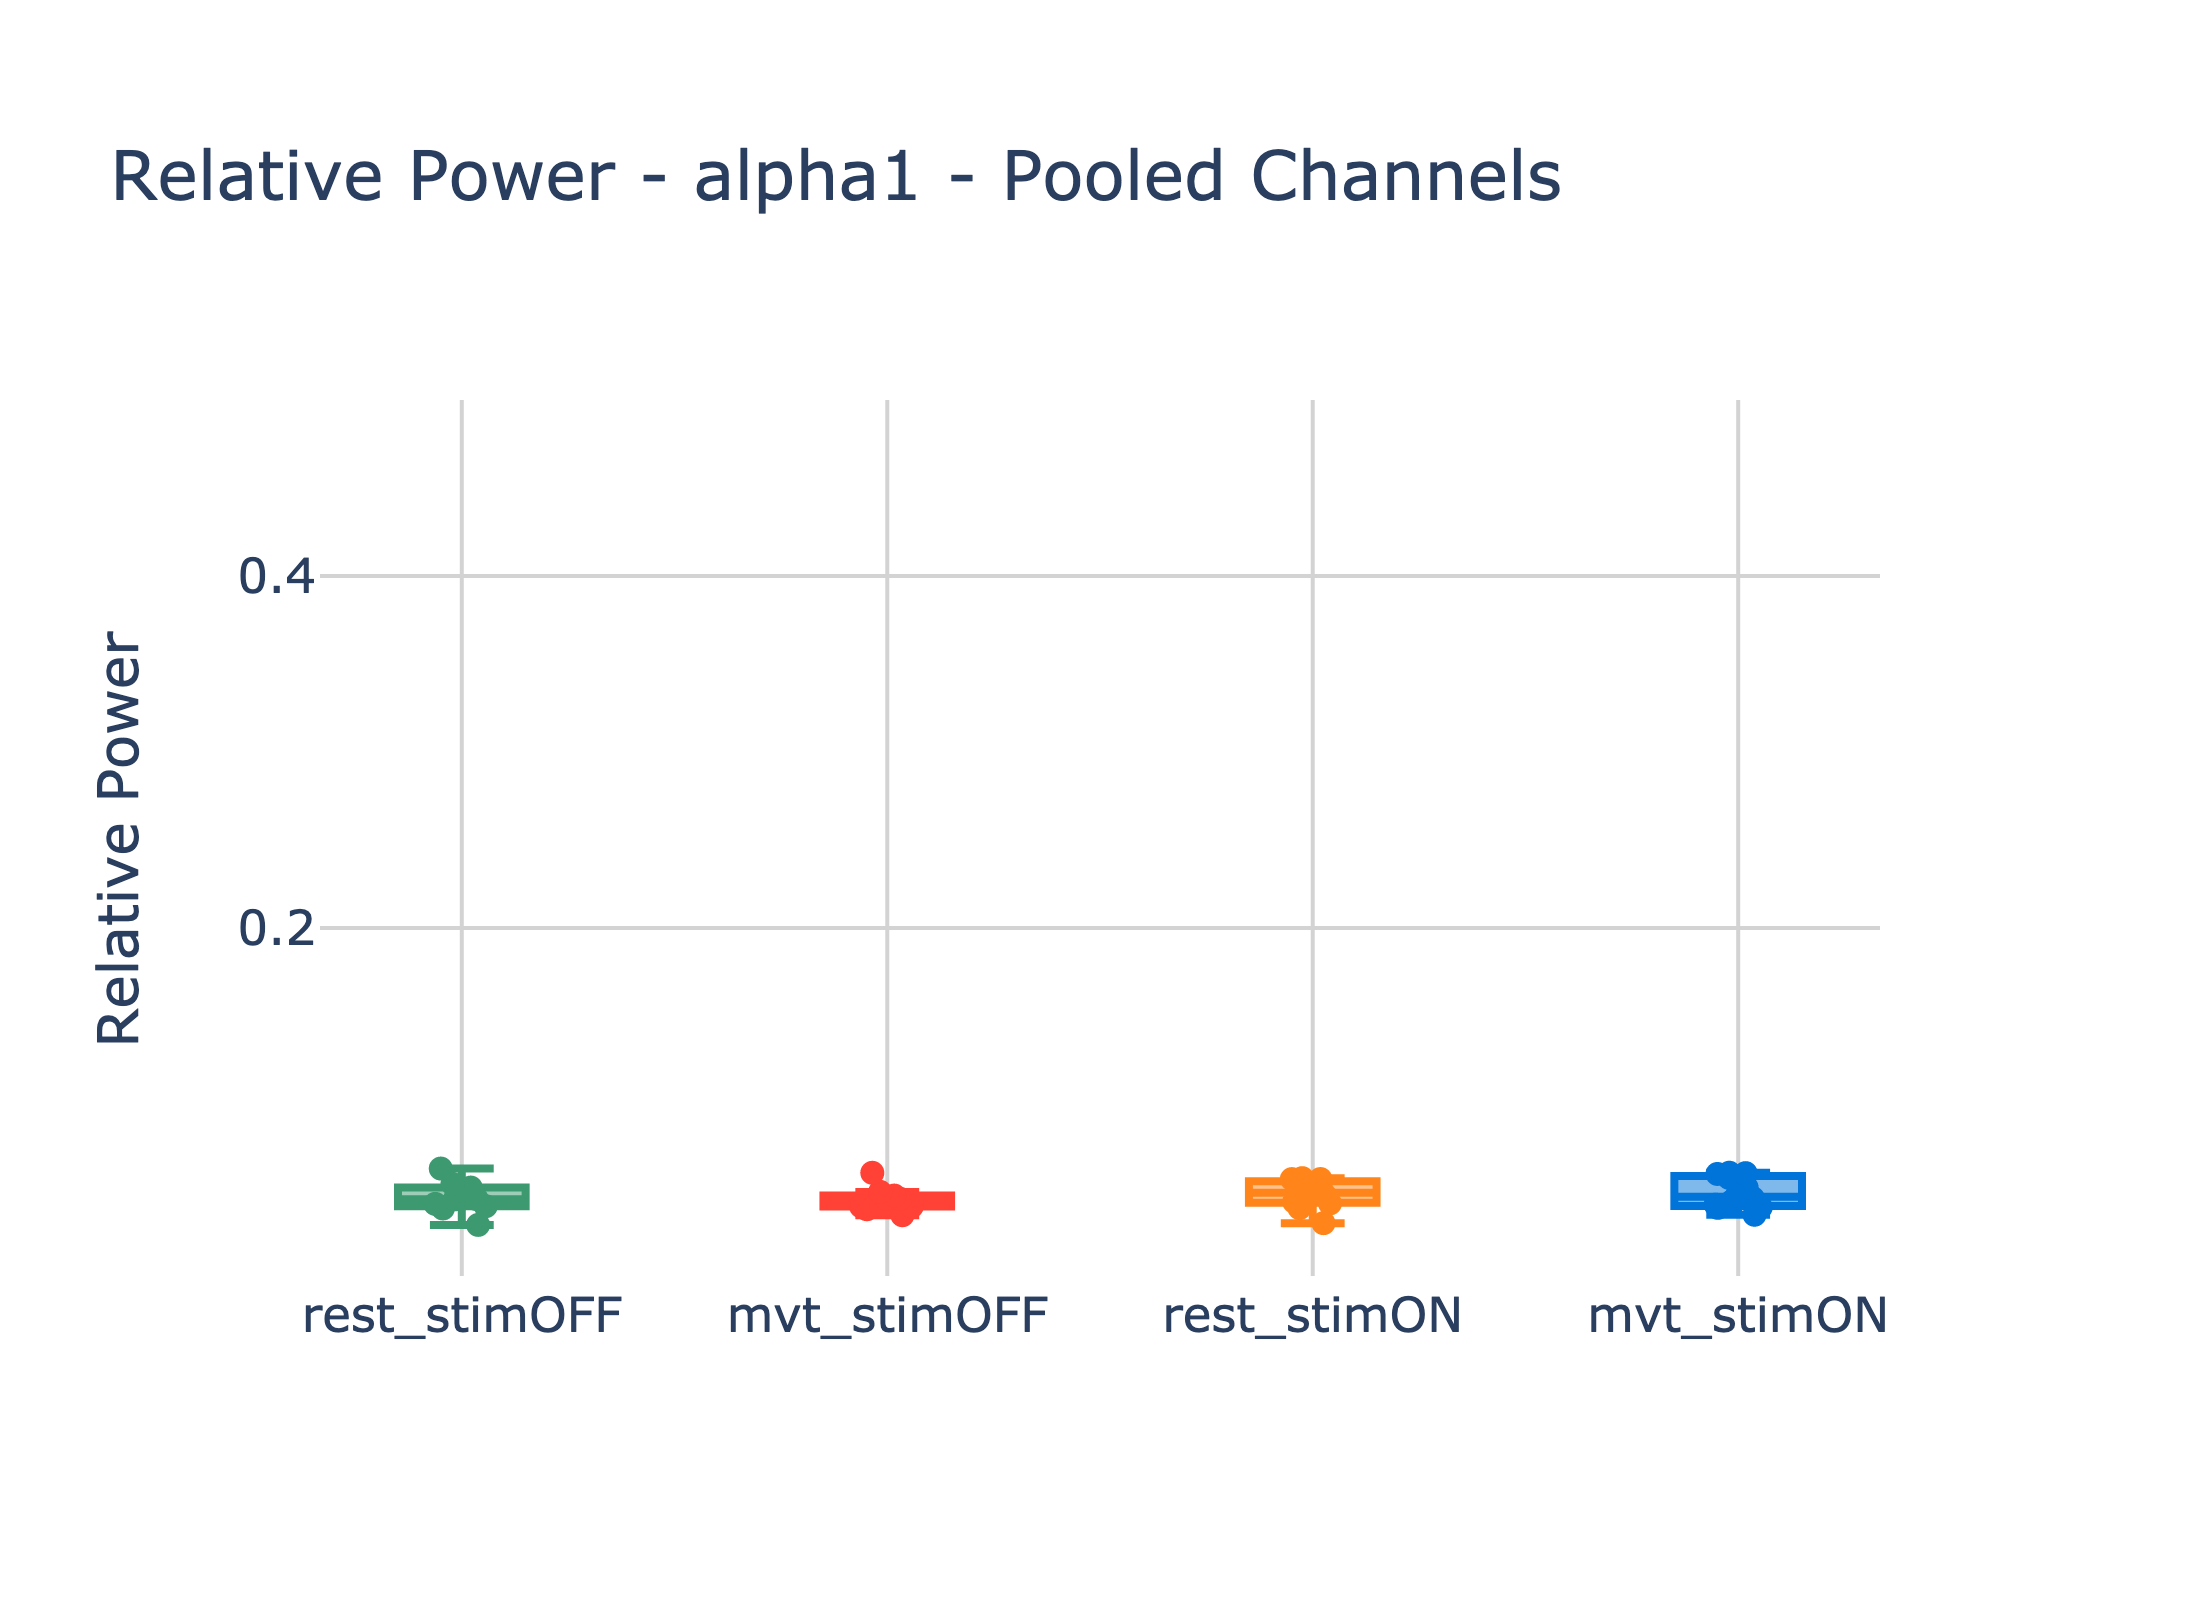 Relative Power - alpha1 - Pooled Channels
0.4
0.2
Relative Power
rest_stimOFF
mvt_stimOFF
rest_stimON
mvt_stimON